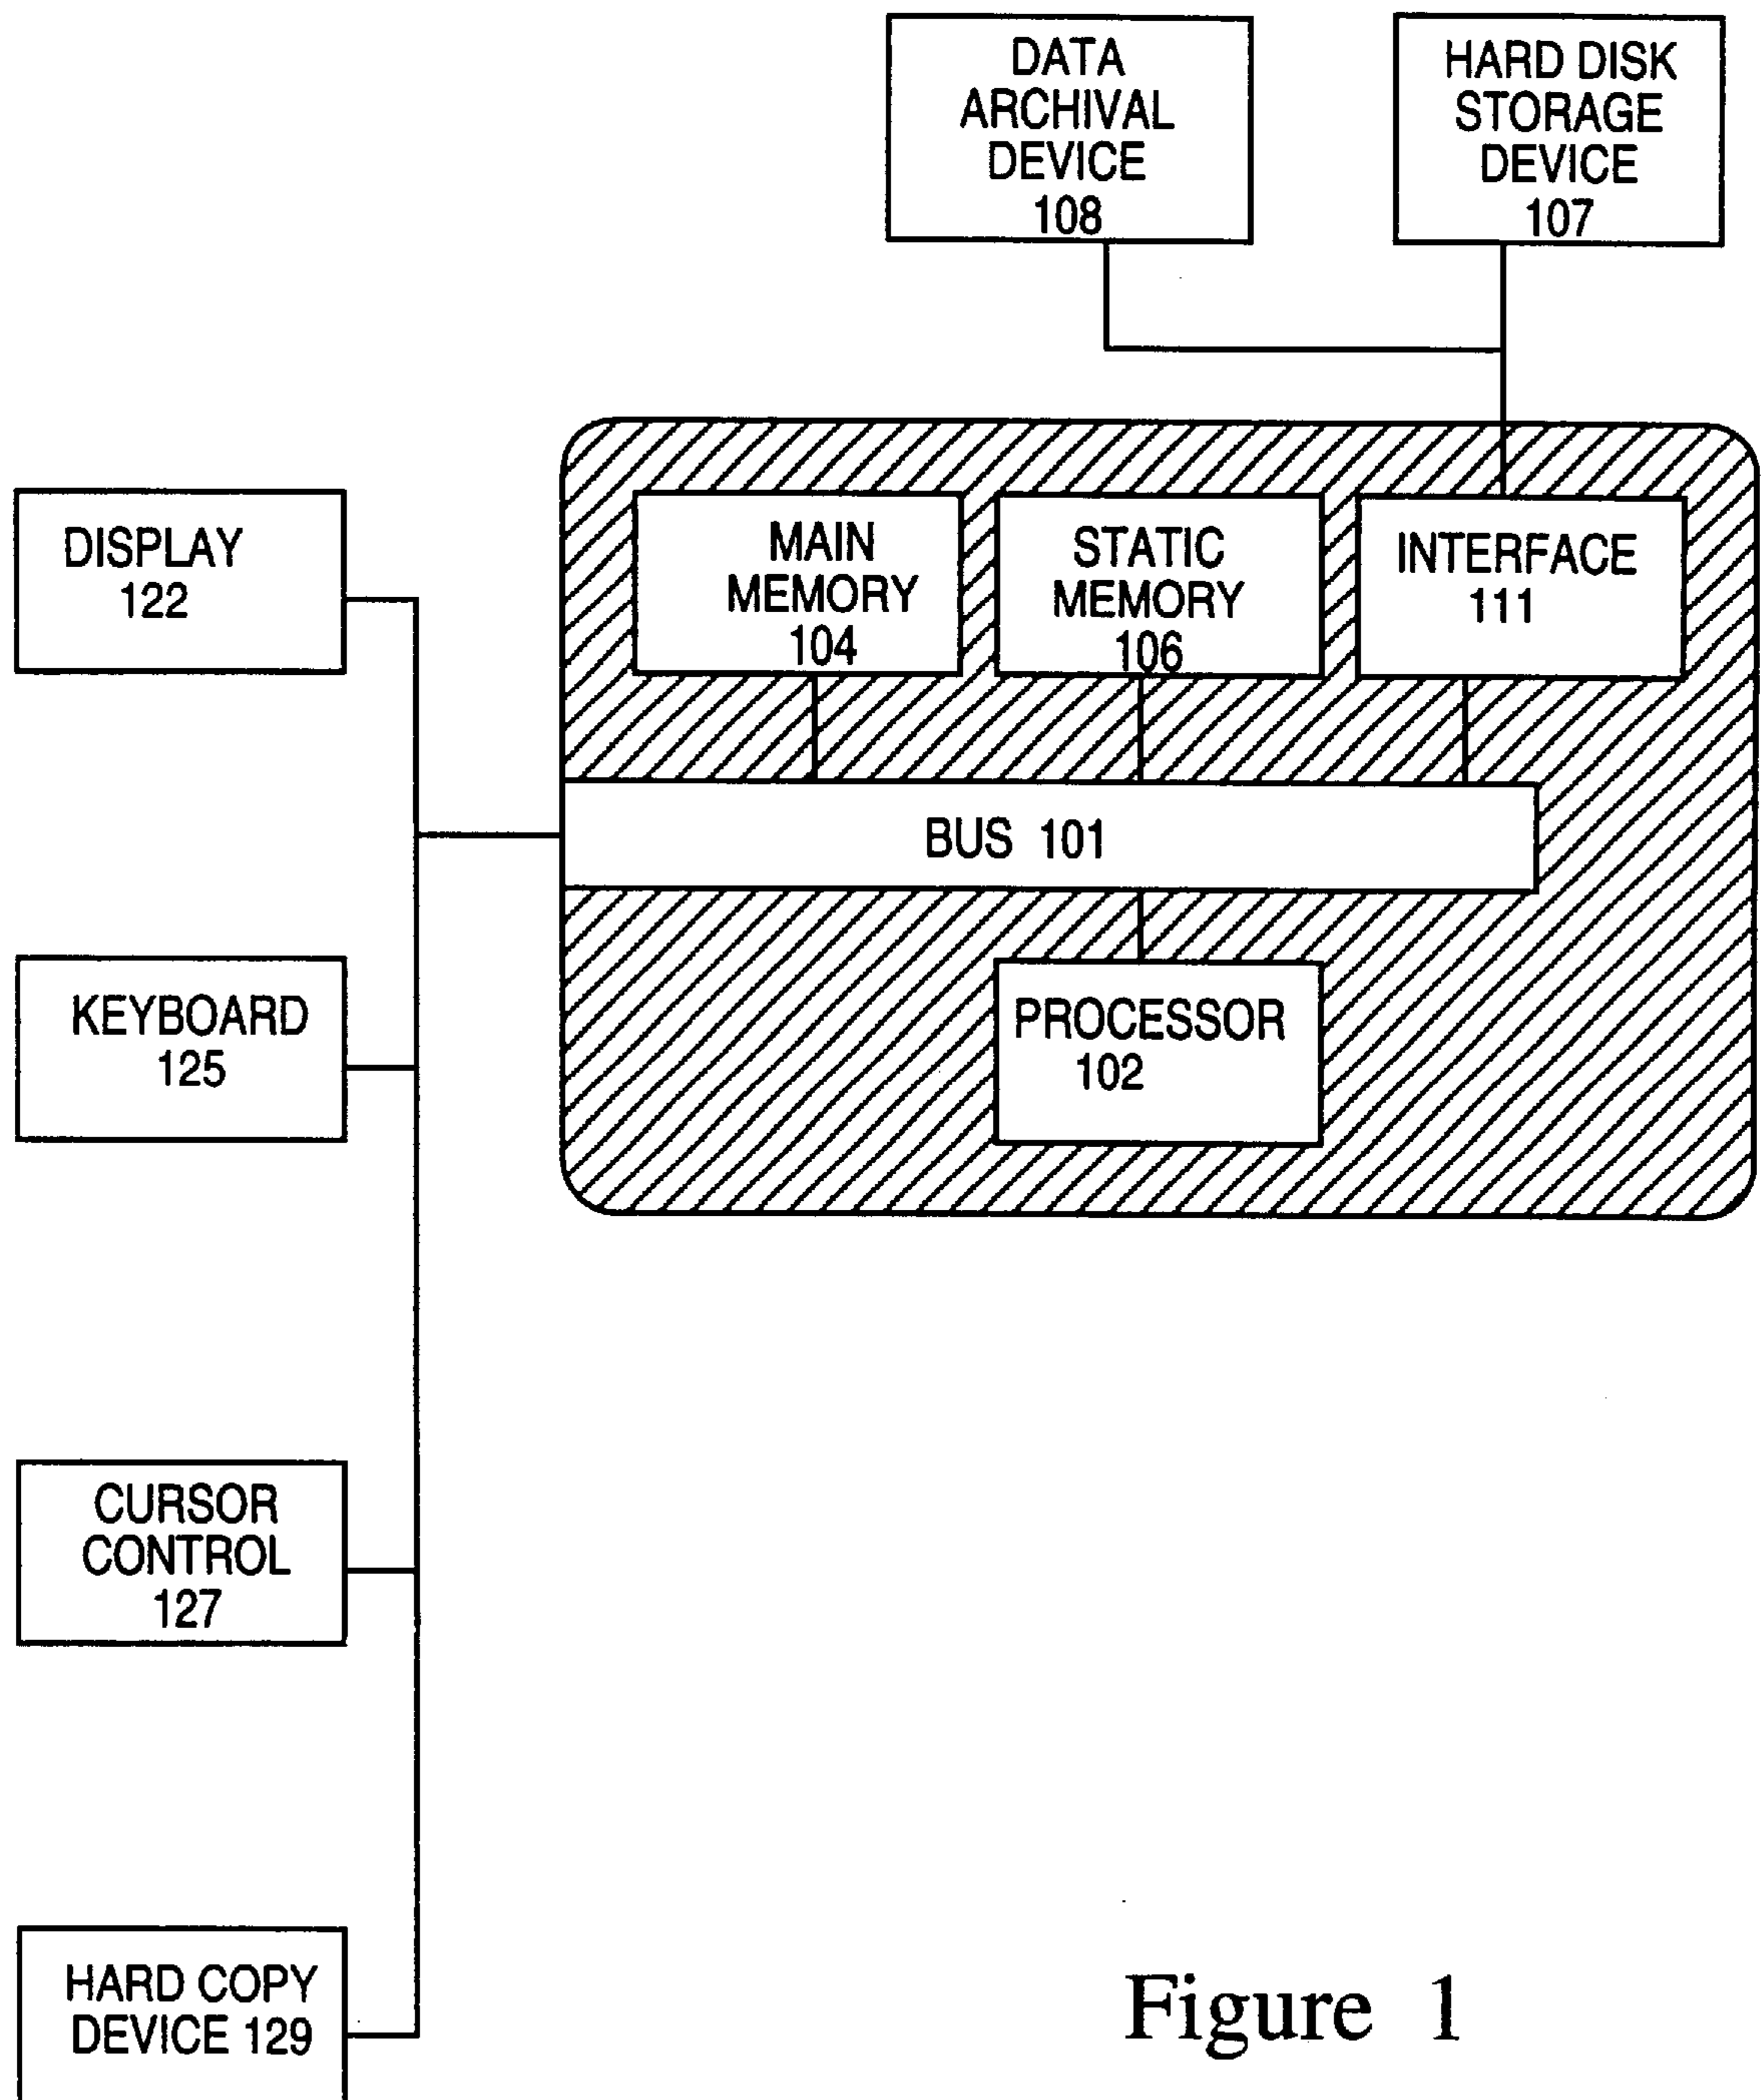 DATA
ARCHIVAL
DEVICE
108
HARD DISK
STORAGE
DEVICE
107
DISPLAY
122
MAIN
MEMORY
104
STATIC
MEMORY
106
INTERFACE
111
BUS 101
KEYBOARD
125
PROCESSOR
102
CURSOR
CONTROL
127
HARD COPY
DEVICE 129
Figure 1